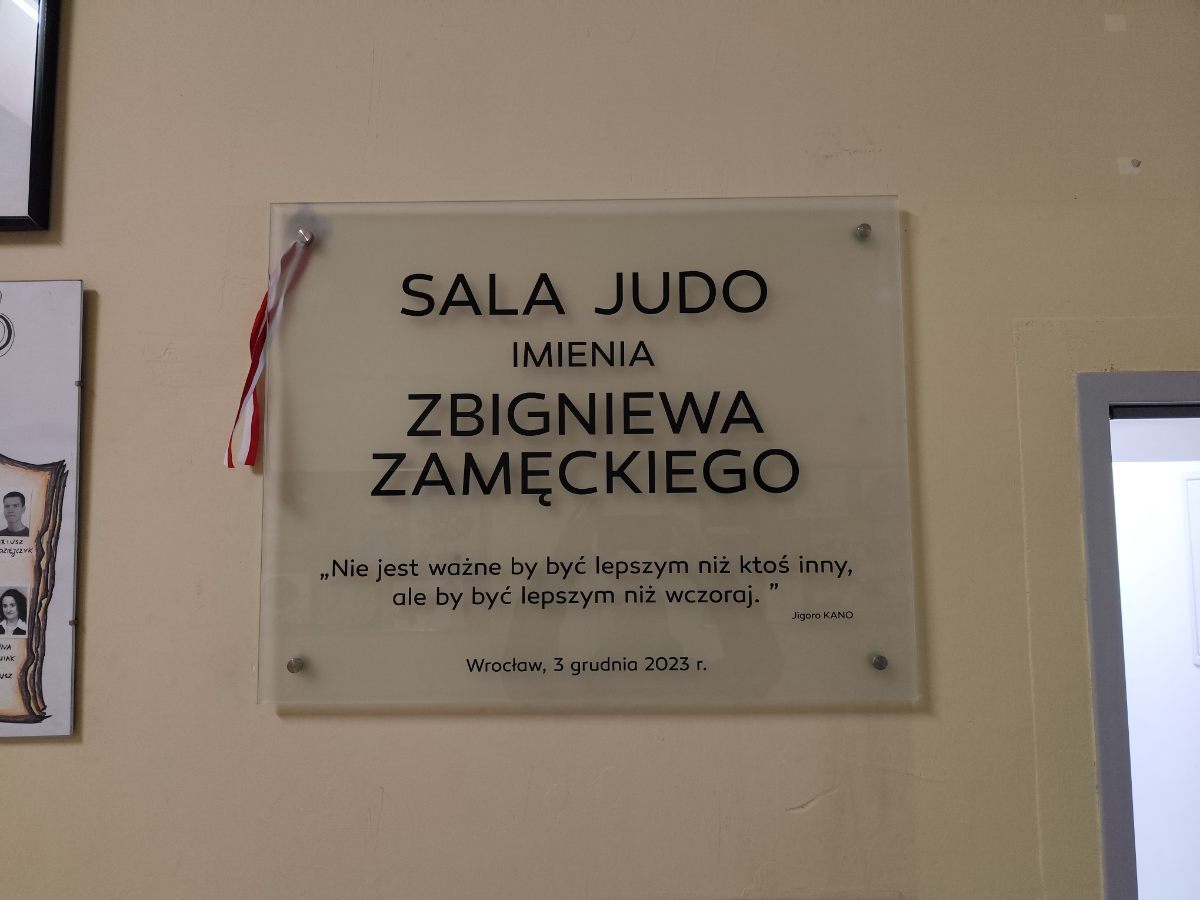 SALA JUDO
IMIENIA
ZBIGNIEWA
ZAMĘCKIEGO
„Nie jest ważne by być lepszym niż ktoś inny,
ale by być lepszym niż wczoraj. ”
Jigoro KANO
Wrocław, 3 grudnia 2023 r.